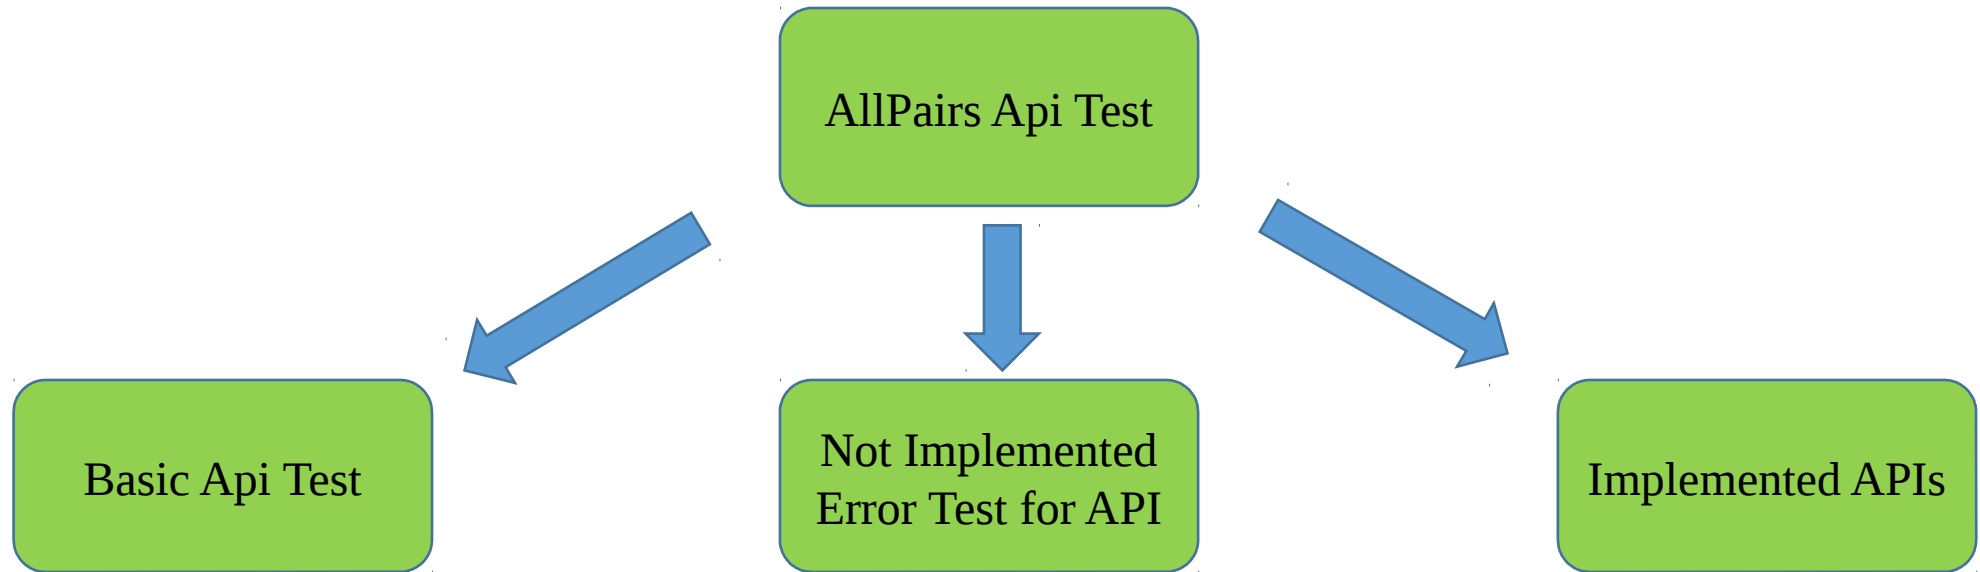 AllPairs Api Test
Basic Api Test
Not Implemented
Error Test for API
Implemented APIs